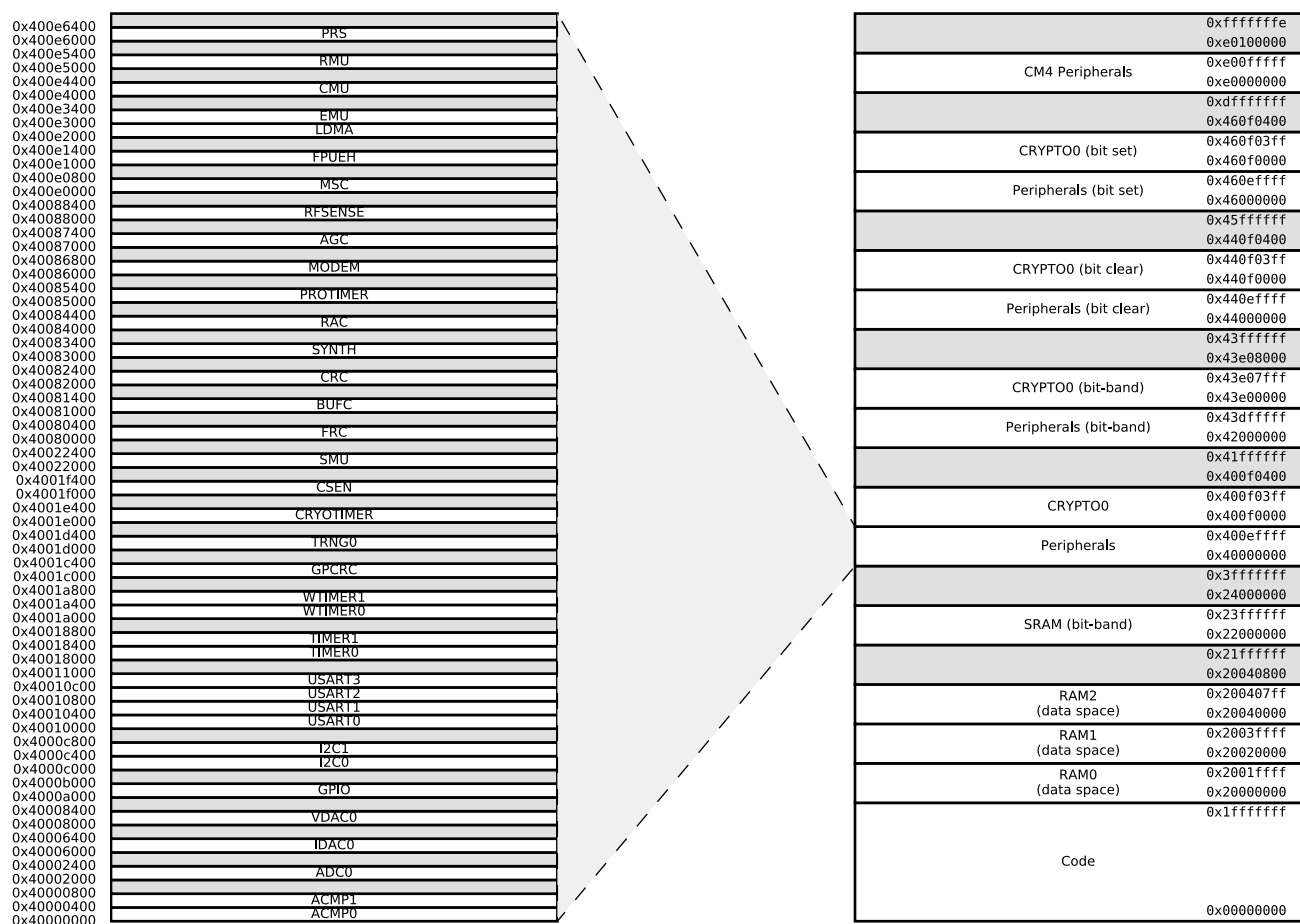 0x400e6400
PRS
0x400e6000
0x400e5400
RMU
0x400e5000
0x400e4400
CMU
0x400e4000
0x400e3400
EMU
0x400e3000
LDMA
0x400e2000
0x400e1400
FPUEH
0x400e1000
0x400e0800
MSC
0x400e0000
0x40088400
RFSENSE
0x40088000
0x40087400
AGC
0x40087000
0x40086800
MODEM
0x40086000
0x40085400
PROTIMER
0x40085000
0x40084400
RAC
0x40084000
0x40083400
SYNTH
0x40083000
0x40082400
CRC
0x40082000
0x40081400
BUFC
0x40081000
0x40080400
FRC
0x40080000
0x40022400
SMU
0x40022000
0x4001f400
CSEN
0x4001f000
0x4001e400
CRYOTIMER
0x4001e000
0x4001d400
TRNG0
0x4001d000
0x4001c400
GPCRC
0x4001c000
0x4001a800
WTIMER1
0x4001a400
WTIMER0
0x4001a000
0x40018800
TIMER1
0x40018400
TIMER0
0x40018000
0x40011000
USART3
0x40010c00
USART2
0x40010800
USART1
0x40010400
USART0
0x40010000
0x4000c800
I2C1
0x4000c400
I2C0
0x4000c000
0x4000b000
GPIO
0x4000a000
0x40008400
VDAC0
0x40008000
0x40006400
IDAC0
0x40006000
0x40002400
ADC0
0x40002000
0x40000800
ACMP1
0x40000400
ACMP0
0x40000000
0xfffffffe
0xe0100000
0xe00fffff
CM4 Peripherals
0xe0000000
0xdfffffff
0x460f0400
0x460f03ff
CRYPTO0 (bit set)
0x460f0000
0x460effff
Peripherals (bit set)
0x46000000
0x45ffffff
0x440f0400
0x440f03ff
CRYPTO0 (bit clear)
0x440f0000
0x440effff
Peripherals (bit clear)
0x44000000
0x43ffffff
0x43e08000
0x43e07fff
CRYPTO0 (bit-band)
0x43e00000
0x43dfffff
Peripherals (bit-band)
0x42000000
0x41ffffff
0x400f0400
0x400f03ff
CRYPTO0
0x400f0000
0x400effff
Peripherals
0x40000000
0x3fffffff
0x24000000
0x23ffffff
SRAM (bit-band)
0x22000000
0x21ffffff
0x20040800
RAM2 0x200407ff
(data space) 0x20040000
RAM1 0x2003ffff
(data space) 0x20020000
RAM0 0x2001ffff
(data space) 0x20000000
0x1fffffff
Code
0x00000000